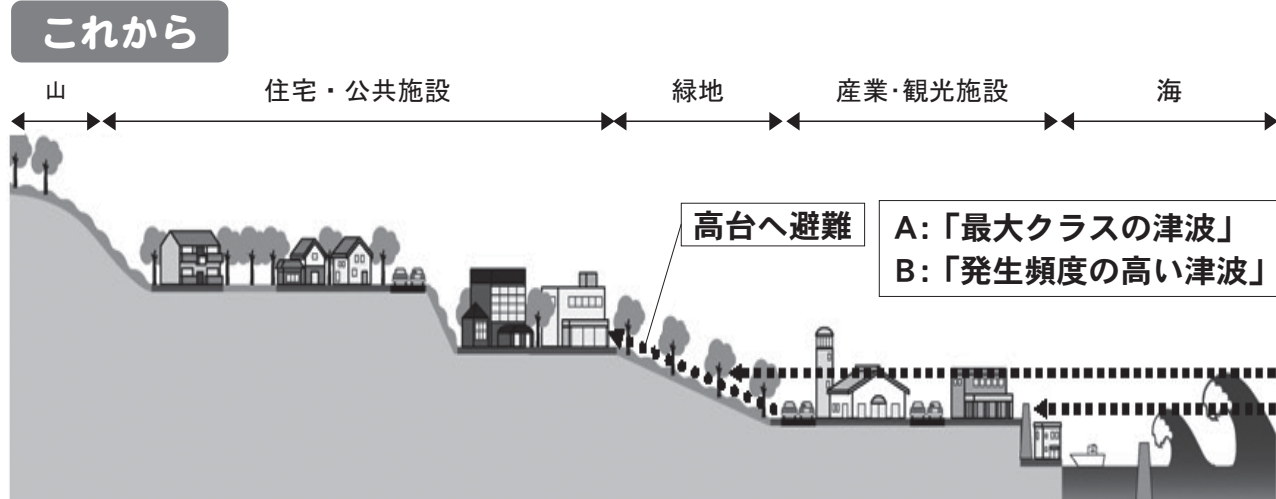 これから
山
住宅・公共施設
緑地
産業・観光施設
海
高台へ避難
A:「最大クラスの津波」
B:「発生頻度の高い津波」